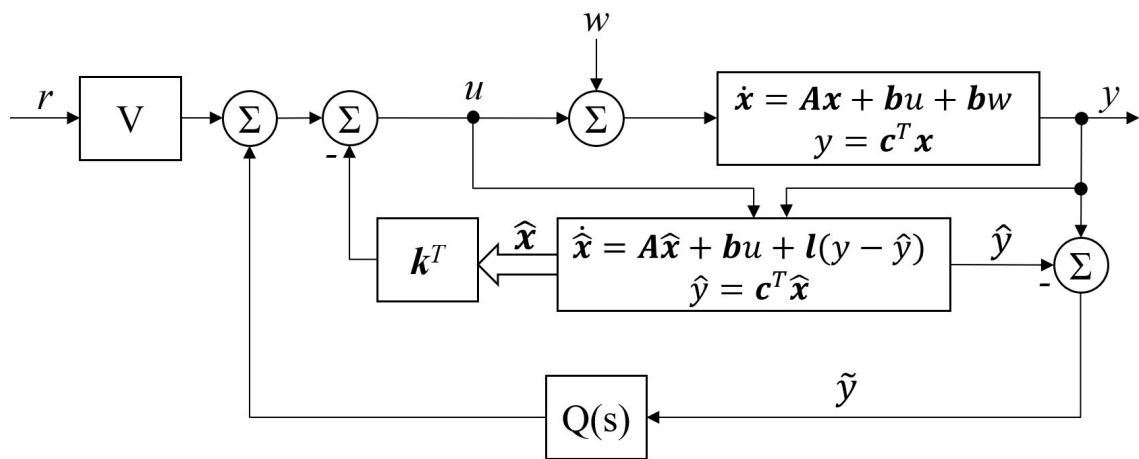 w
r
V
Σ
Σ
-
u
Σ
ẋ = Ax + bu + bw
y = cᵀx
y
kᵀ
x̂
x̂̇ = Ax̂ + bu + l(y − ŷ)
ŷ = cᵀx̂
ŷ
Σ
-
Q(s)
ỹ